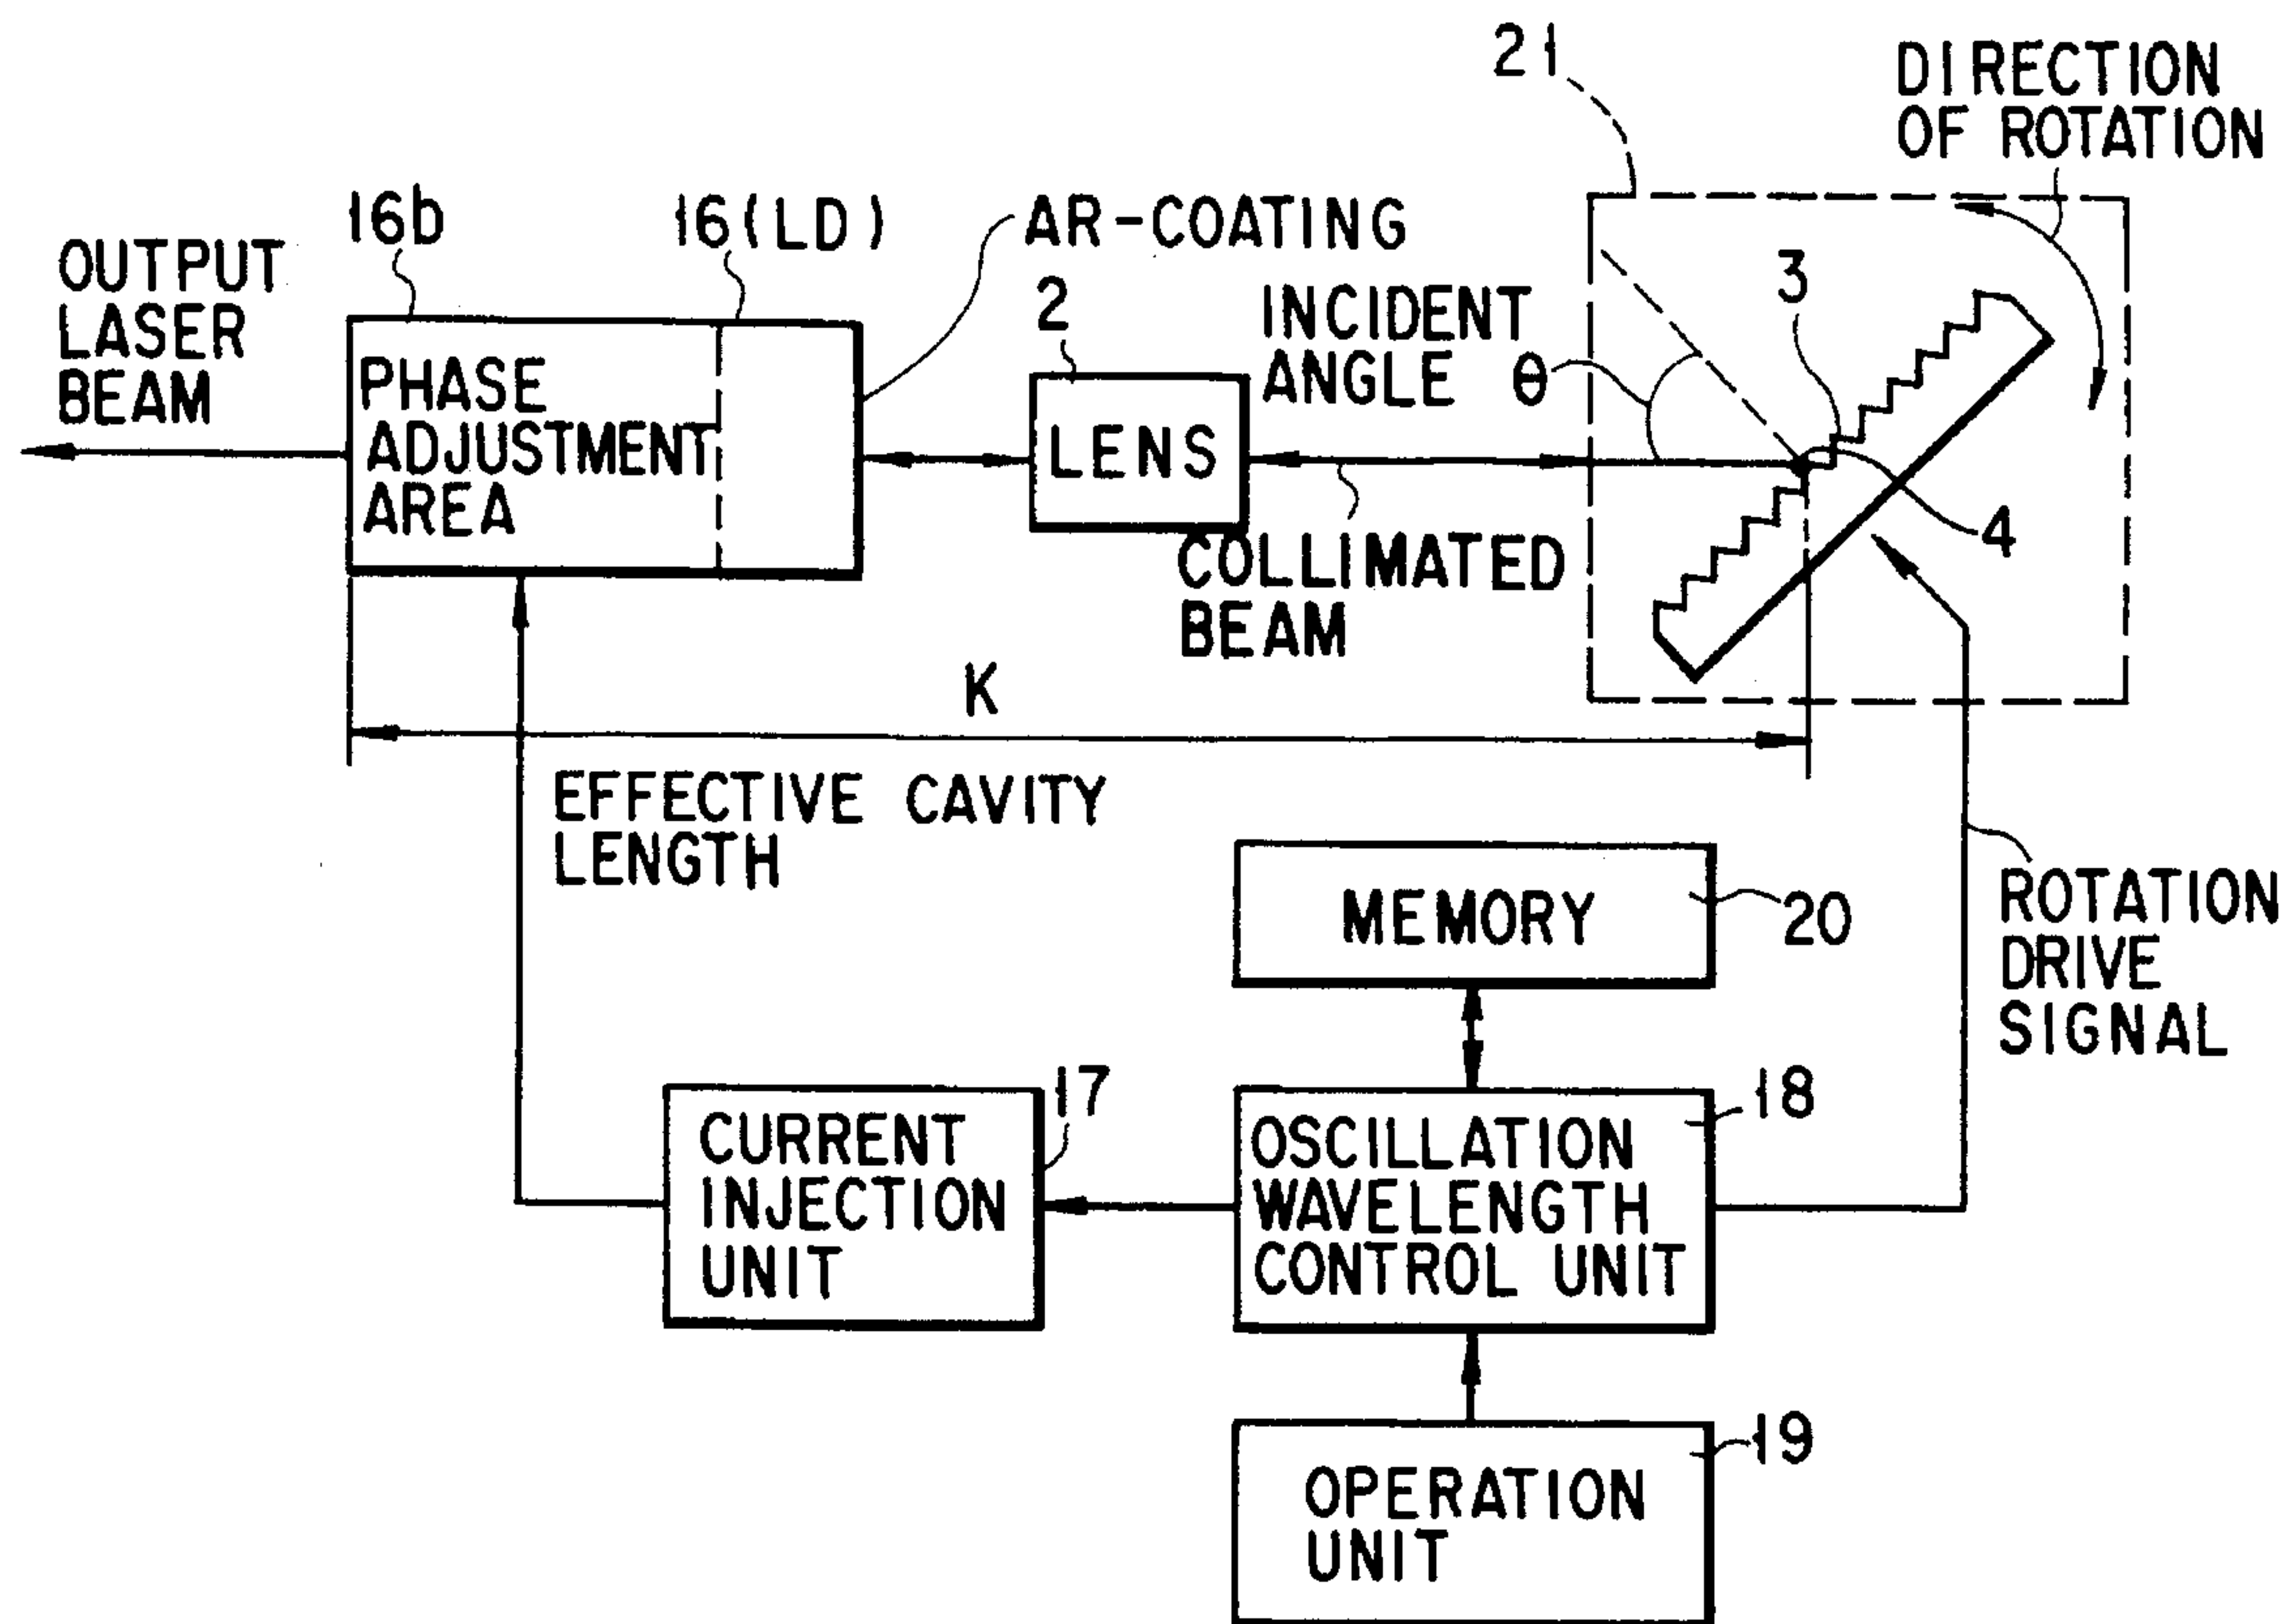 21
DIRECTION
OF ROTATION
16b
16(LD)
AR-COATING
OUTPUT
LASER
BEAM
2
INCIDENT
ANGLE
θ
3
PHASE
ADJUSTMENT
AREA
LENS
4
COLLIMATED
BEAM
K
EFFECTIVE CAVITY
LENGTH
MEMORY
20
ROTATION
DRIVE
SIGNAL
17
CURRENT
INJECTION
UNIT
18
OSCILLATION
WAVELENGTH
CONTROL UNIT
19
OPERATION
UNIT